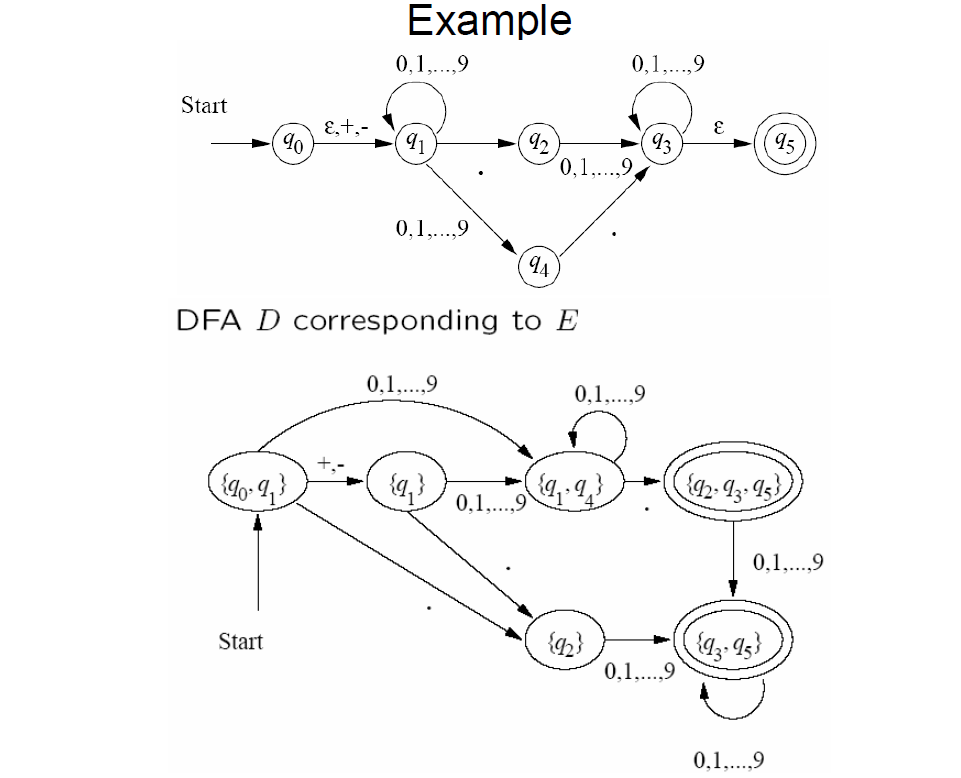 Example
0,1,...,9 0,1,...,9
Start
ε,+,- ε
q0 q1 q2 q3 q5
. 0,1,...,9
0,1,...,9 .
q4
DFA D corresponding to E
0,1,...,9 0,1,...,9
+,-
{q0, q1} {q1} {q1, q4} {q2, q3, q5}
0,1,...,9 .
0,1,...,9
.
.
Start {q2} {q3, q5}
0,1,...,9
0,1,...,9